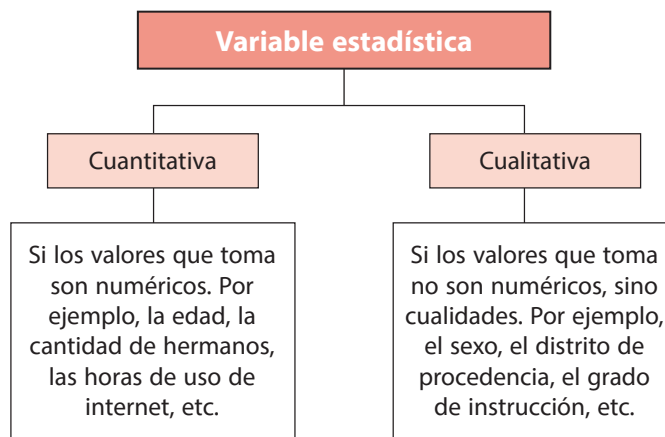 Variable estadística
Cuantitativa
Cualitativa
Si los valores que toma
son numéricos. Por
ejemplo, la edad, la
cantidad de hermanos,
las horas de uso de
internet, etc.
Si los valores que toma
no son numéricos, sino
cualidades. Por ejemplo,
el sexo, el distrito de
procedencia, el grado
de instrucción, etc.